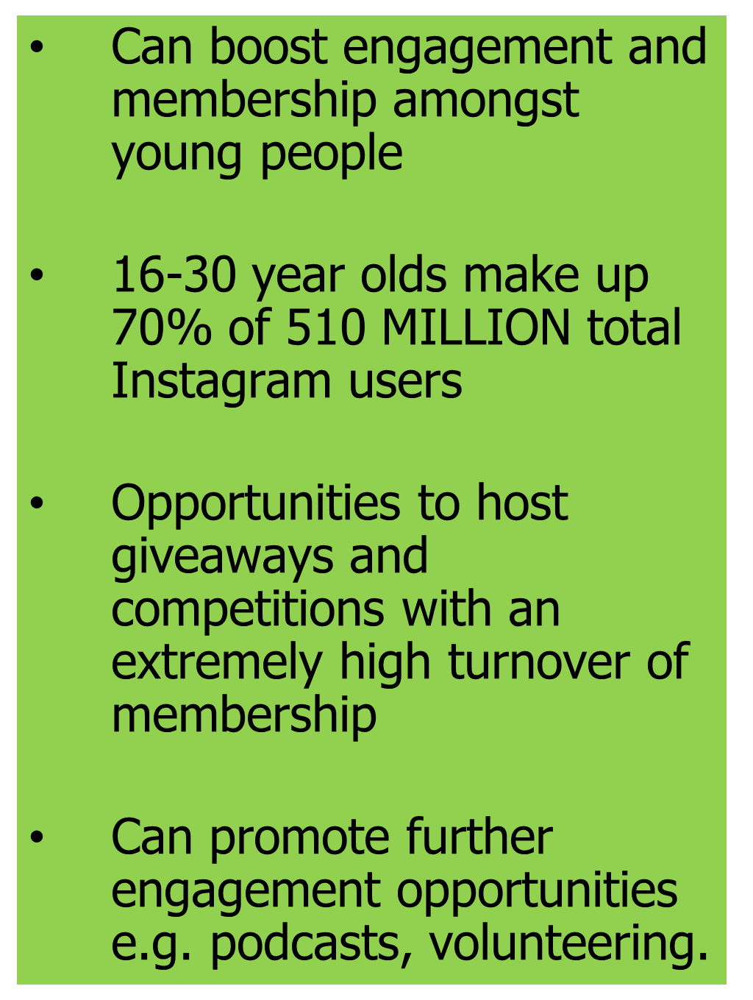 • Can boost engagement and
membership amongst
young people
• 16-30 year olds make up
70% of 510 MILLION total
Instagram users
• Opportunities to host
giveaways and
competitions with an
extremely high turnover of
membership
• Can promote further
engagement opportunities
e.g. podcasts, volunteering.